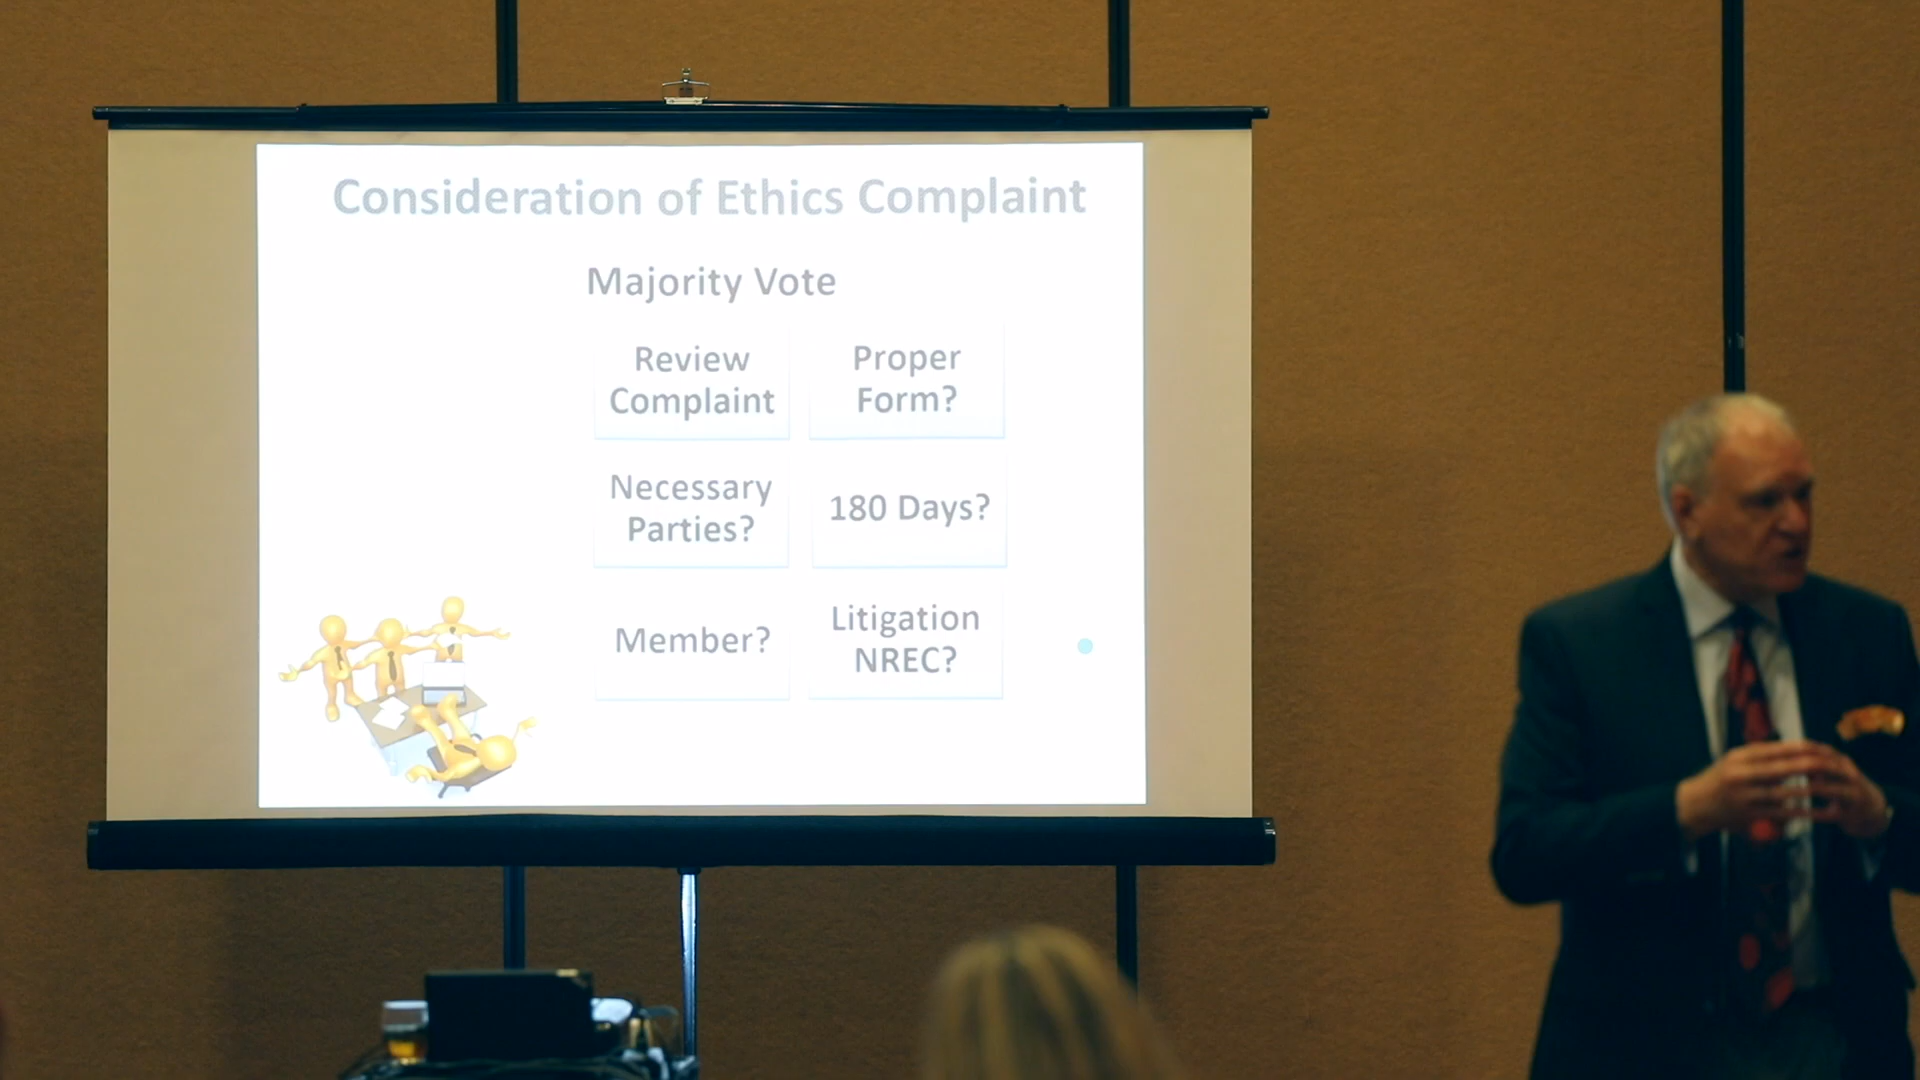 Consideration of Ethics Complaint
Majority Vote
Review
Complaint
Proper
Form?
Necessary
Parties?
180 Days?
Member?
Litigation
NREC?